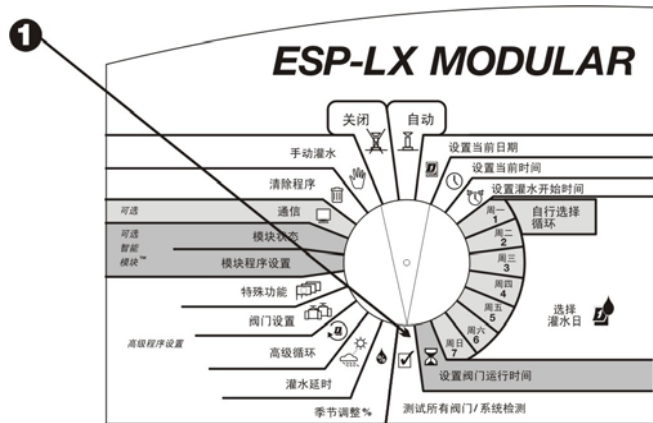 1
ESP-LX MODULAR
关闭
自动
手动灌水
设置当前日期
清除程序
设置当前时间
可选
通信
设置灌水开始时间
可选
智能
模块™
模块状态
模块程序设置
周一
1
自行选择
循环
周二
2
周三
3
周四
4
周五
5
周六
6
周日
7
选择
灌水日
特殊功能
阀门设置
高级程序设置
高级循环
灌水延时
季节调整%
设置阀门运行时间
测试所有阀门/系统检测